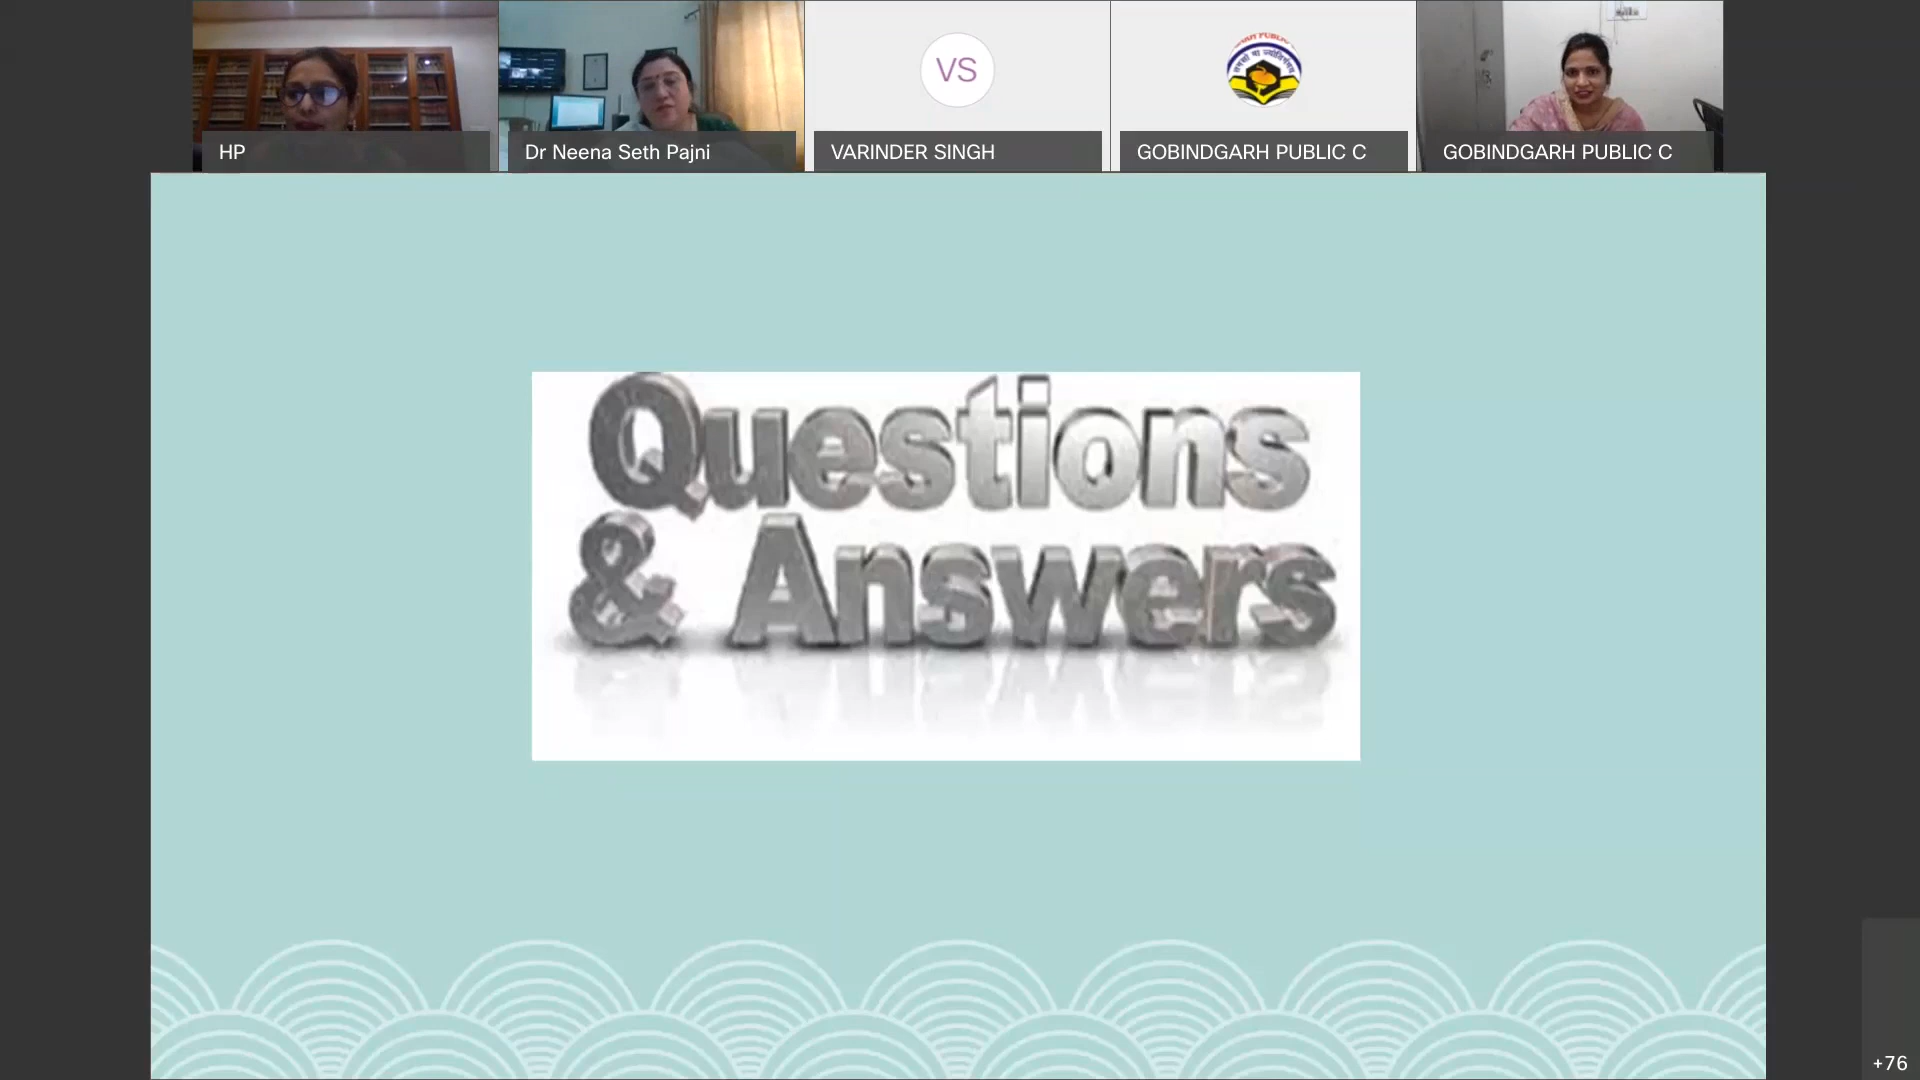 HP
Dr Neena Seth Pajni
VS
VARINDER SINGH
GOBINDGARH PUBLIC C
GOBINDGARH PUBLIC C
Questions
& Answers
+76